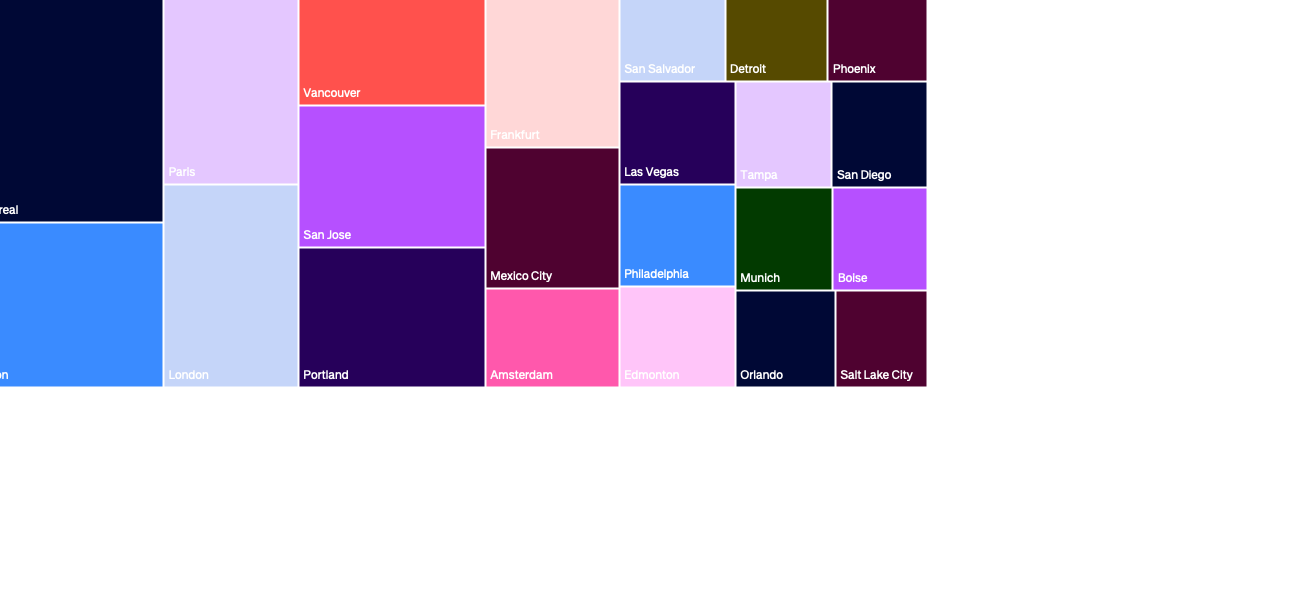 San Salvador
Detroit
Phoenix
Vancouver
Frankfurt
Paris
Las Vegas
Tampa
San Diego
real
San Jose
Mexico City
Philadelphia
Munich
Boise
on
London
Portland
Amsterdam
Edmonton
Orlando
Salt Lake City